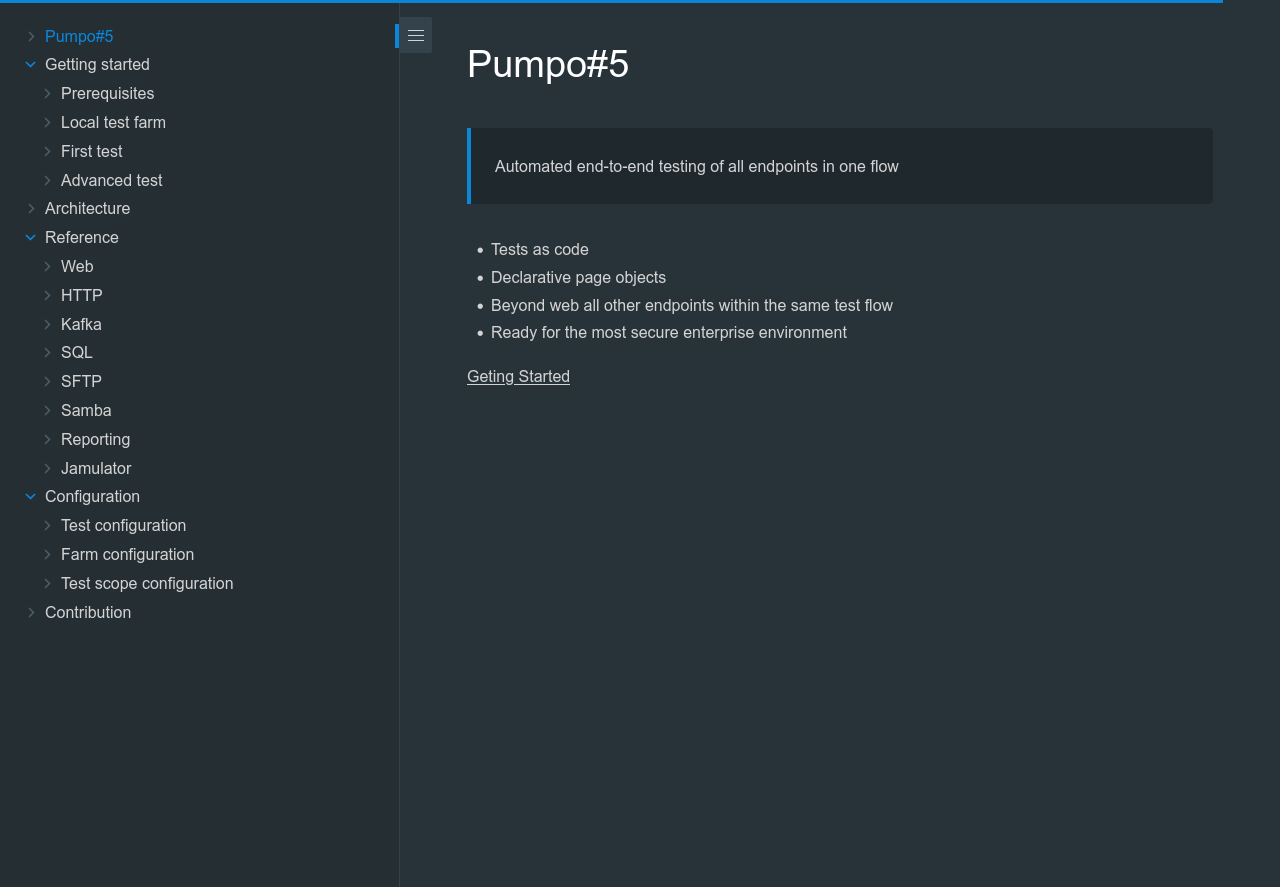 Pumpo#5
Getting started
Prerequisites
Local test farm
First test
Advanced test
Architecture
Reference
Web
HTTP
Kafka
SQL
SFTP
Samba
Reporting
Jamulator
Configuration
Test configuration
Farm configuration
Test scope configuration
Contribution
Pumpo#5
Automated end-to-end testing of all endpoints in one flow
Tests as code
Declarative page objects
Beyond web all other endpoints within the same test flow
Ready for the most secure enterprise environment
Geting Started